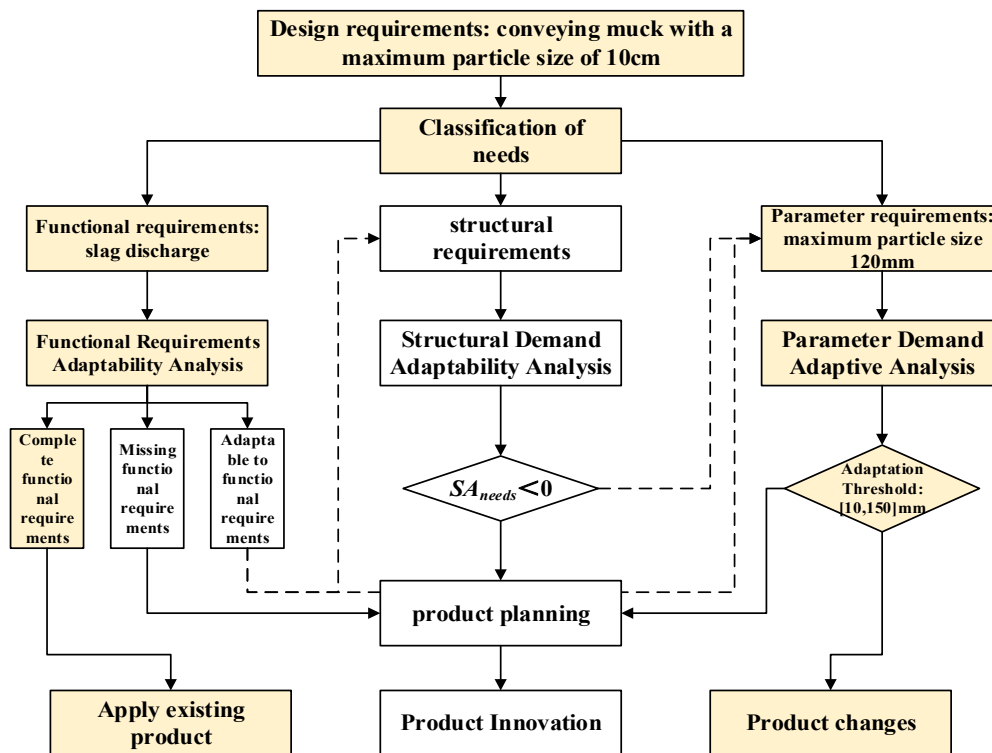 Design requirements: conveying muck with a
maximum particle size of 10cm
Classification of
needs
Functional requirements:
slag discharge
structural
requirements
Parameter requirements:
maximum particle size
120mm
Functional Requirements
Adaptability Analysis
Structural Demand
Adaptability Analysis
Parameter Demand
Adaptive Analysis
Comple
te
functio
nal
require
ments
Missing
functio
nal
require
ments
Adapta
ble to
functio
nal
require
ments
SAneeds<0
Adaptation
Threshold:
[10,150]mm
product planning
Apply existing
product
Product Innovation
Product changes